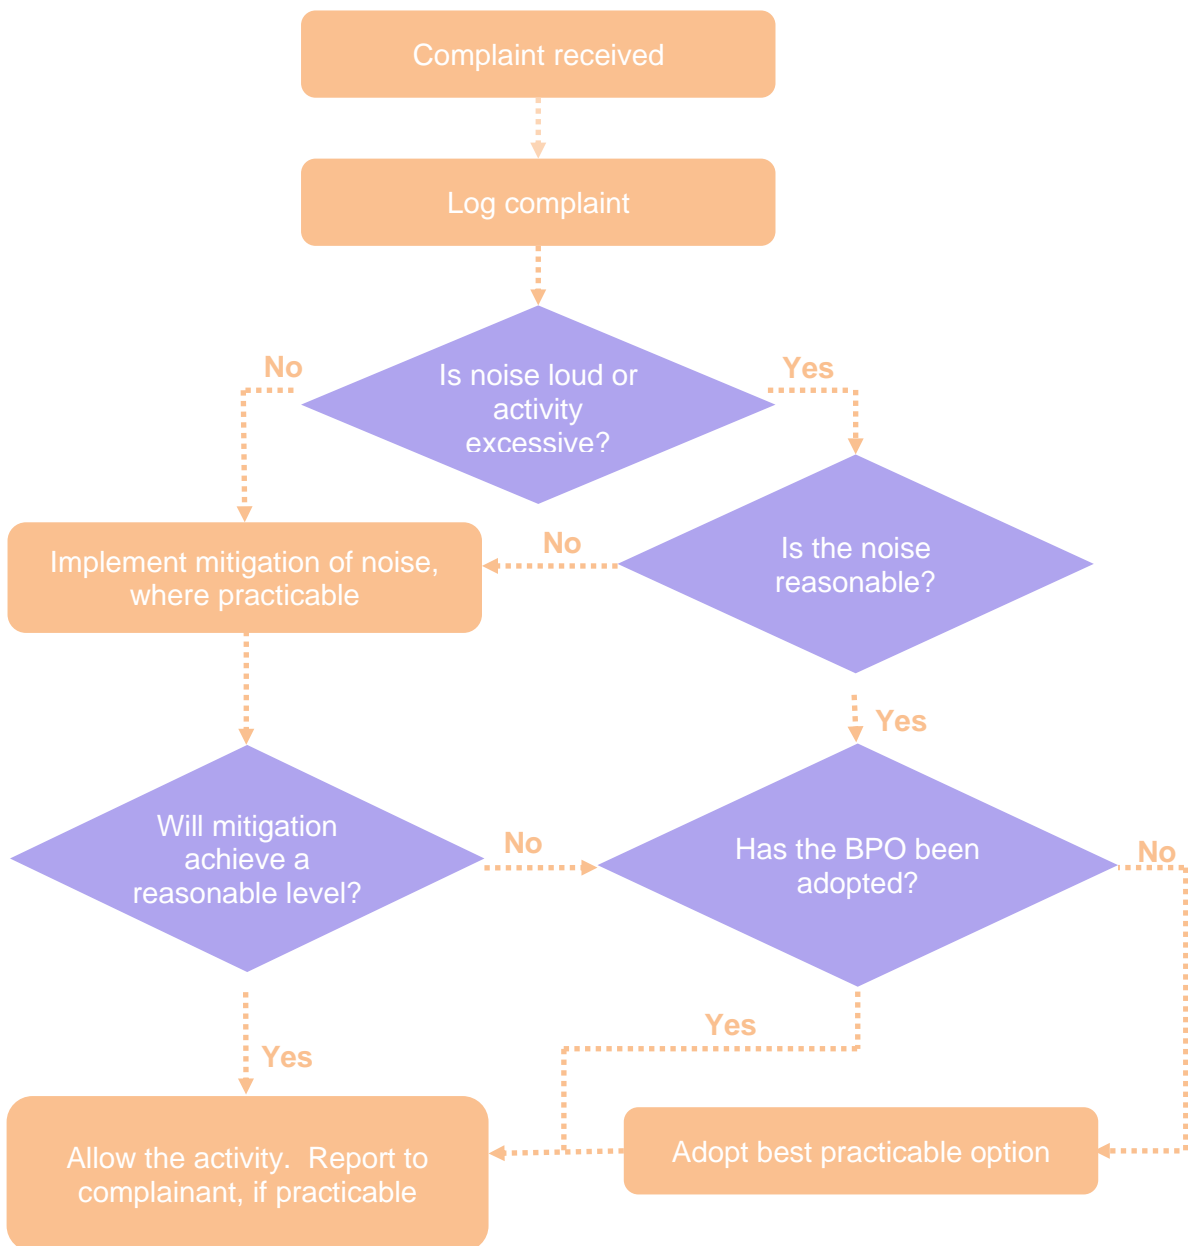 Complaint received
Log complaint
No
Yes
Is noise loud or
activity
excessive?
No
Is the noise
reasonable?
Implement mitigation of noise,
where practicable
Yes
Will mitigation
achieve a
reasonable level?
No
Has the BPO been
adopted?
No
Yes
Yes
Allow the activity.  Report to
complainant, if practicable
Adopt best practicable option